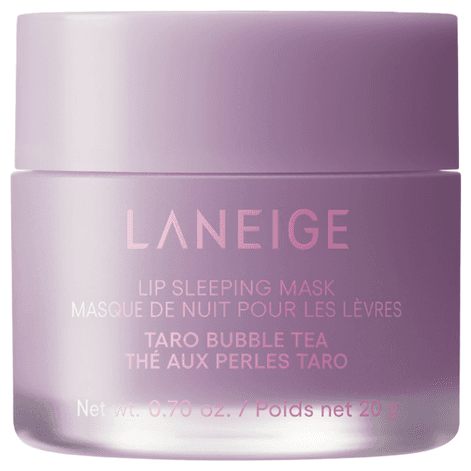 LANEIGE
LIP SLEEPING MASK
MASQUE DE NUIT POUR LES LÈVRES
TARO BUBBLE TEA
THÉ AUX PERLES TARO
Net wt. 0.70 oz. / Poids net 20 g